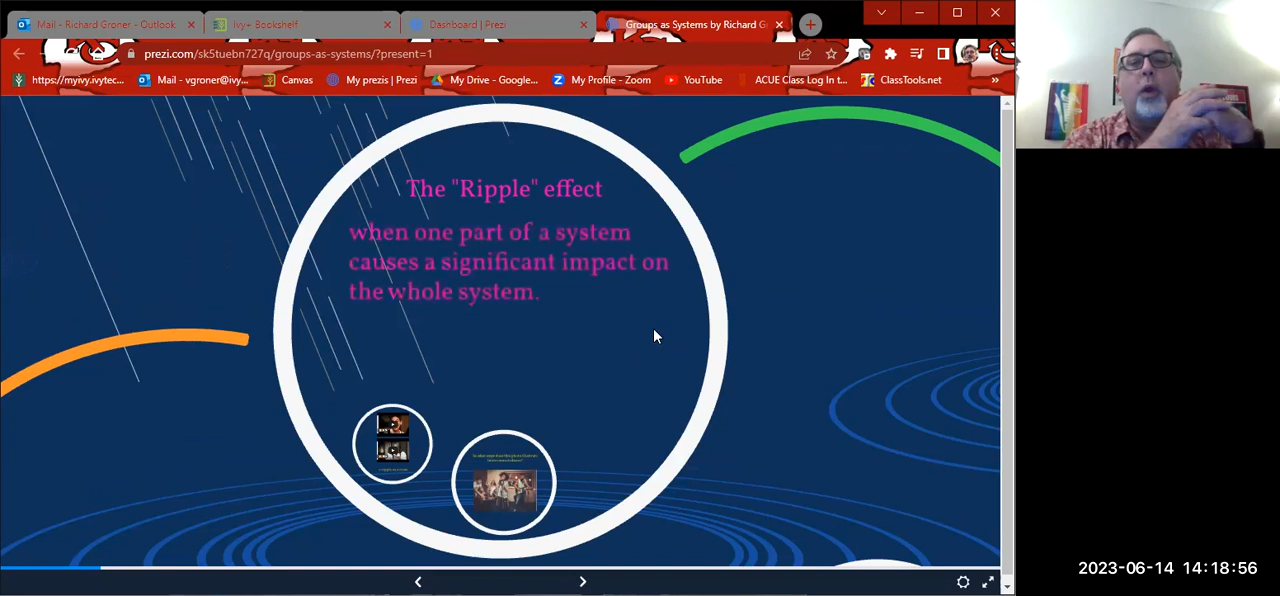 Mail - Richard Groner - Outlook
Ivy+ Bookshelf
Dashboard | Prezi
Groups as Systems by Richard G
prezi.com/sk5tuebn727q/groups-as-systems/?present=1
https://myivy.ivytec...
Mail - vgroner@ivy...
Canvas
My prezis | Prezi
My Drive - Google...
My Profile - Zoom
YouTube
ACUE Class Log In t...
ClassTools.net
»
The "Ripple" effect
when one part of a system
causes a significant impact on
the whole system.
2023-06-14 14:18:56